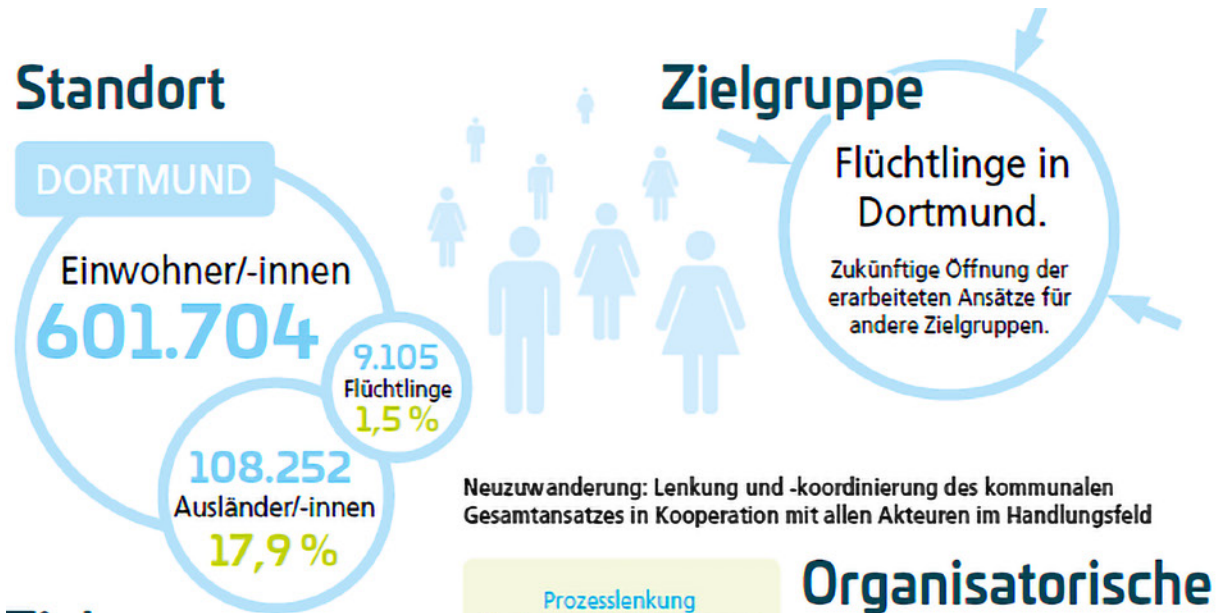 Standort
DORTMUND
Einwohner/-innen
601.704
9.105
Flüchtlinge
1,5 %
108.252
Ausländer/-innen
17,9 %
Zielgruppe
Flüchtlinge in
Dortmund.
Zukünftige Öffnung der
erarbeiteten Ansätze für
andere Zielgruppen.
Neuzuwanderung: Lenkung und -koordinierung des kommunalen
Gesamtansatzes in Kooperation mit allen Akteuren im Handlungsfeld
Prozesslenkung
Organisatorische